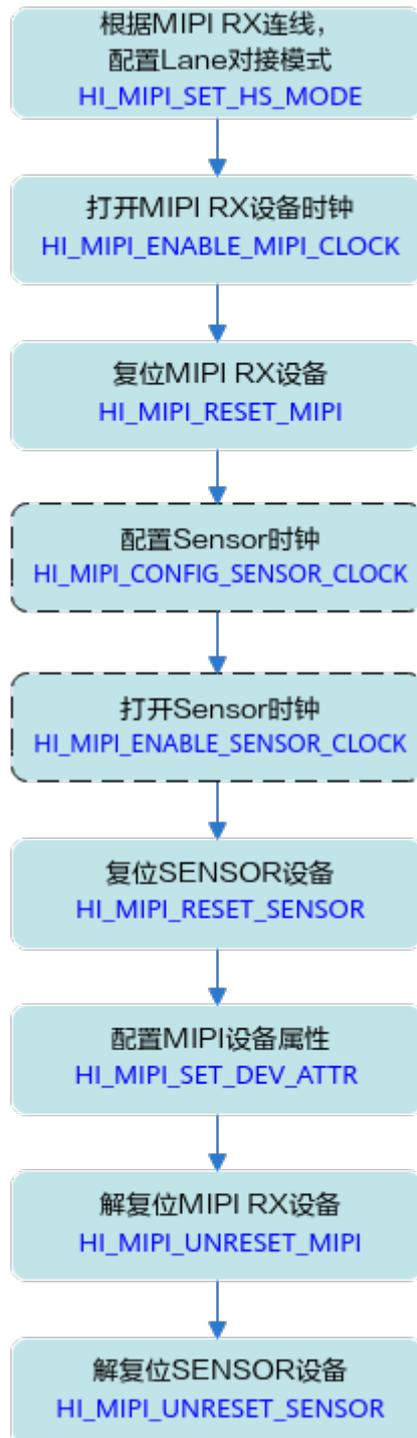 根据MIPI RX连线，
配置Lane对接模式
HI_MIPI_SET_HS_MODE
打开MIPI RX设备时钟
HI_MIPI_ENABLE_MIPI_CLOCK
复位MIPI RX设备
HI_MIPI_RESET_MIPI
配置Sensor时钟
HI_MIPI_CONFIG_SENSOR_CLOCK
打开Sensor时钟
HI_MIPI_ENABLE_SENSOR_CLOCK
复位SENSOR设备
HI_MIPI_RESET_SENSOR
配置MIPI设备属性
HI_MIPI_SET_DEV_ATTR
解复位MIPI RX设备
HI_MIPI_UNRESET_MIPI
解复位SENSOR设备
HI_MIPI_UNRESET_SENSOR